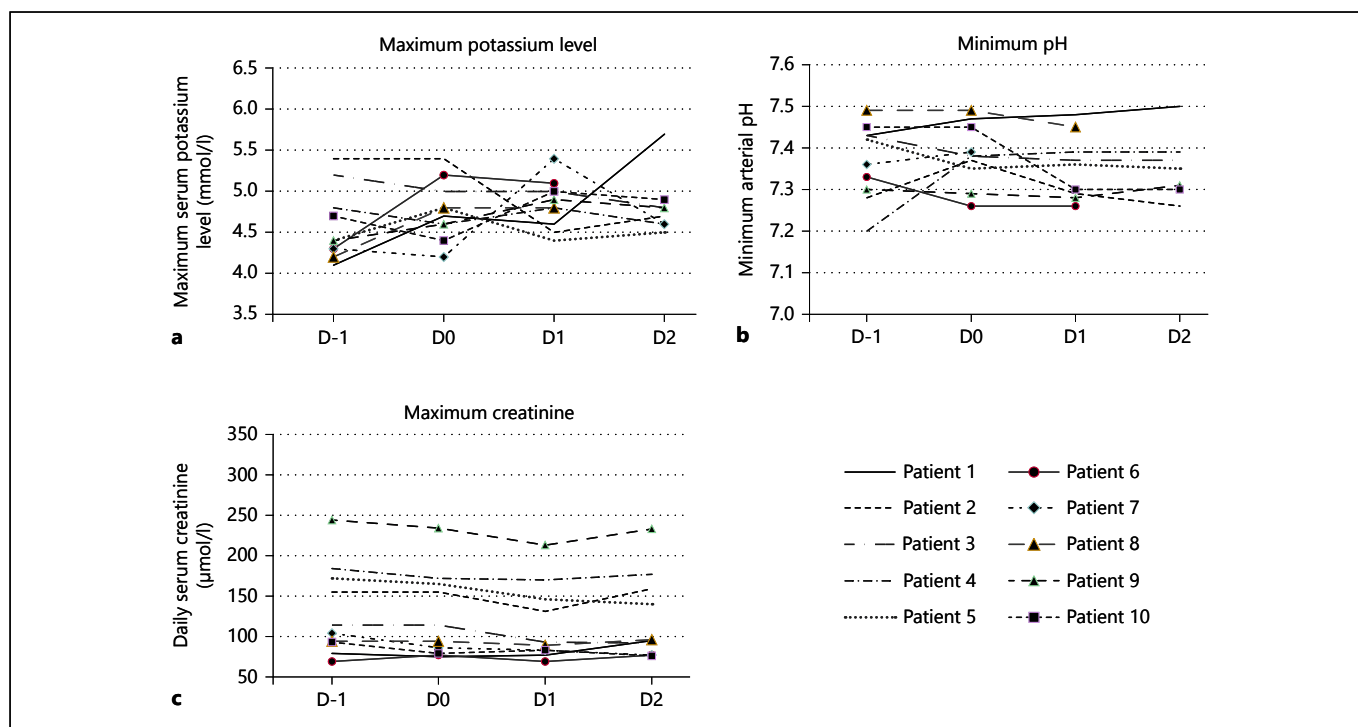 Maximum potassium level
Maximum serum potassium
level (mmol/l)
6.5
6.0
5.5
5.0
4.5
4.0
3.5
D-1 D0 D1 D2
a
Minimum pH
Minimum arterial pH
7.6
7.5
7.4
7.3
7.2
7.1
7.0
D-1 D0 D1 D2
b
Maximum creatinine
Daily serum creatinine
(μmol/l)
350
300
250
200
150
100
50
D-1 D0 D1 D2
c
Patient 1
Patient 2
Patient 3
Patient 4
Patient 5
Patient 6
Patient 7
Patient 8
Patient 9
Patient 10